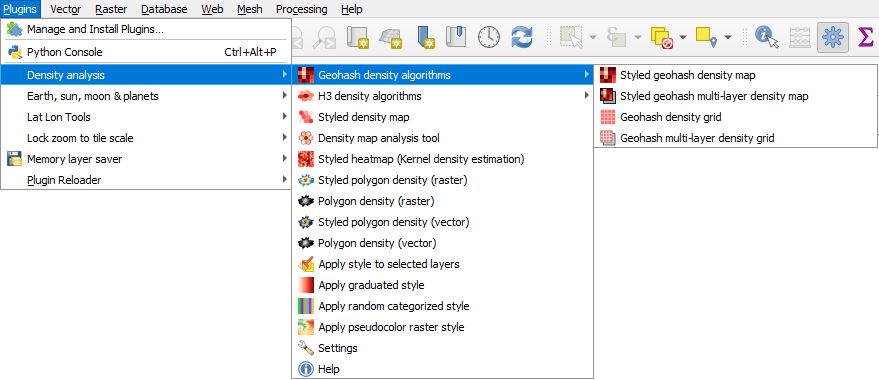 Plugins Vector Raster Database Web Mesh Processing Help
Manage and Install Plugins...
Python Console Ctrl+Alt+P
Density analysis
Earth, sun, moon & planets
Lat Lon Tools
Lock zoom to tile scale
Memory layer saver
Plugin Reloader
Geohash density algorithms
H3 density algorithms
Styled density map
Density map analysis tool
Styled heatmap (Kernel density estimation)
Styled polygon density (raster)
Polygon density (raster)
Styled polygon density (vector)
Polygon density (vector)
Apply style to selected layers
Apply graduated style
Apply random categorized style
Apply pseudocolor raster style
Settings
Help
Styled geohash density map
Styled geohash multi-layer density map
Geohash density grid
Geohash multi-layer density grid